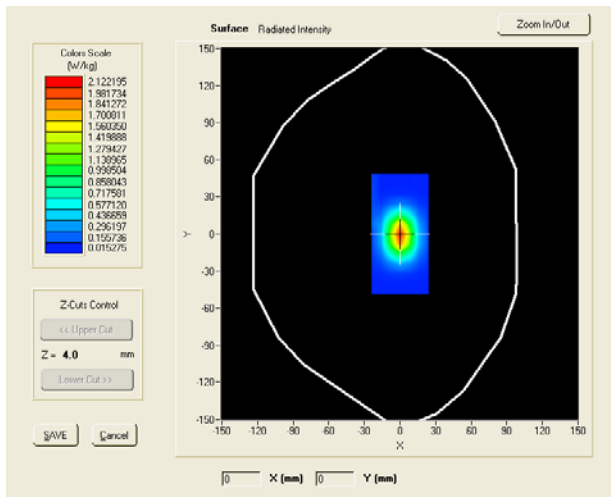 Surface Radiated Intensity
Zoom In/Out
Colors Scale
(W/kg)
2.122195
1.981734
1.841272
1.700811
1.560350
1.419888
1.279427
1.138965
0.998504
0.858043
0.717581
0.577120
0.436659
0.296197
0.155736
0.015275
Z-Cuts Control
<< Upper Cut
Z = 4.0 mm
Lower Cut >>
SAVE Cancel
150-
120-
90-
60-
30-
0-
-30-
-60-
-90-
-120-
-150-
Y
-150 -120 -90 -60 -30 0 30 60 90 120 150
X
0 X (mm) 0 Y (mm)